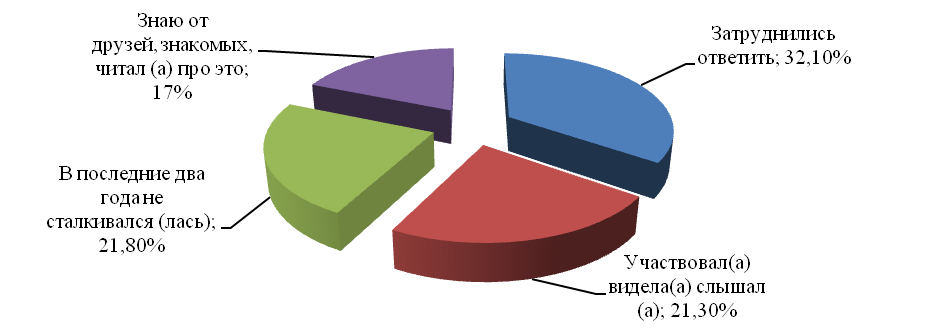 Знаю от
друзей, знакомых,
читал (а) про это;
17%
Затруднились
ответить; 32,10%
В последние два
года не
сталкивался (лась);
21,80%
Участвовал(а)
видела(а) слышал
(а); 21,30%